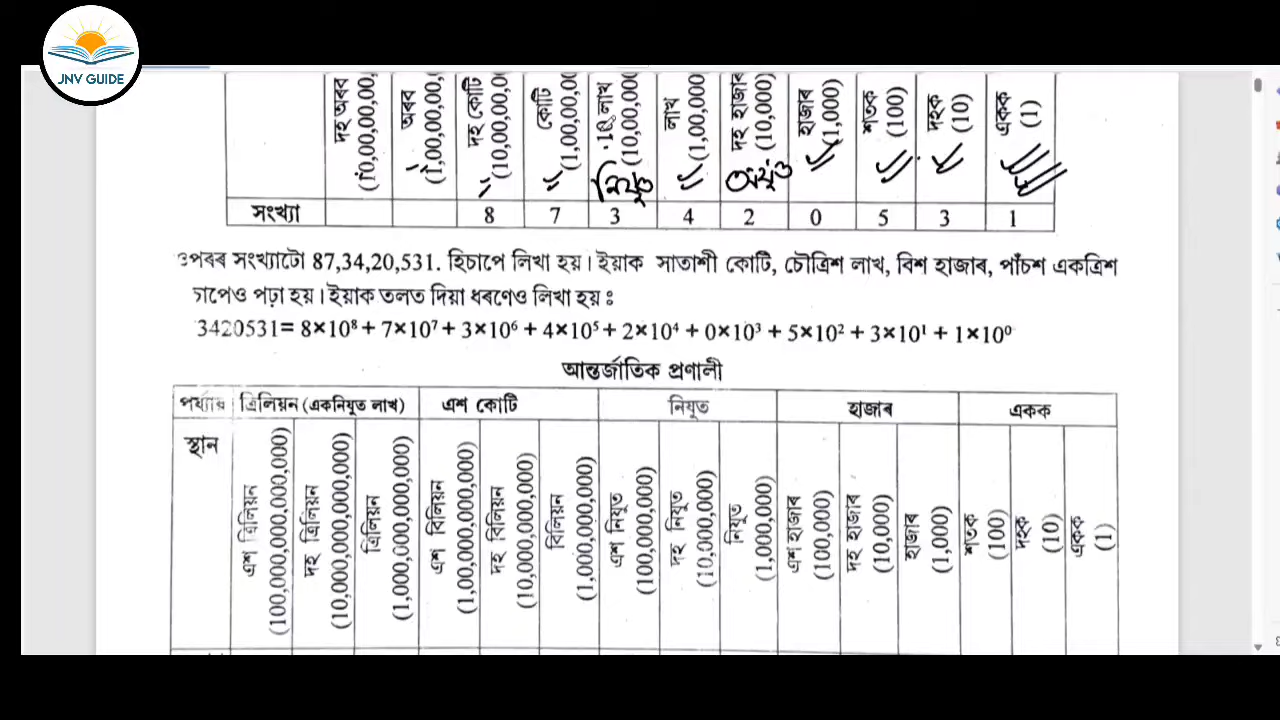 JNV GUIDE
দহ অৰব
অৰব
(1,00,00,00,
দহ কোটি
(10,00,00,00
কোটি
(1,00,00,00
লাখ
(10,00,000
নিযুত
লাখ
(1,00,000
দহ হাজাৰ
(10,000)
অযুত
হাজাৰ
(1,000)
শতক
(100)
দহক
(10)
একক
(1)
সংখ্যা 8 7 3 4 2 0 5 3 1
ওপৰৰ সংখ্যাটো 87,34,20,531. হিচাপে লিখা হয়। ইয়াক সাতাশী কোটি, চৌত্ৰিশ লাখ, বিশ হাজাৰ, পাঁচশ একত্ৰিশ
পঢ়া হয়। ইয়াক তলত দিয়া ধৰণেও লিখা হয়ঃ
3420531= 8×10⁸ + 7×10⁷ + 3×10⁶ + 4×10⁵ + 2×10⁴ + 0×10³ + 5×10² + 3×10¹ + 1×10⁰
আন্তৰ্জাতিক প্ৰণালী
পৰ্য্যায় ত্ৰিলিয়ন (একনিযুত লাখ) এশ কোটি নিযুত হাজাৰ একক
স্থান
এশ ত্ৰিলিয়ন
(100,000,000,000,000)
দহ ত্ৰিলিয়ন
(10,000,000,000,000)
ত্ৰিলিয়ন
(1,000,000,000,000)
এশ বিলিয়ন
(1,00,000,000,000)
দহ বিলিয়ন
(10,000,000,000)
বিলিয়ন
(1,000,000,000)
এশ নিযুত
(100,000,000)
দহ নিযুত
(10,000,000)
নিযুত
(1,000,000)
এশ হাজাৰ
(100,000)
দহ হাজাৰ
(10,000)
হাজাৰ
(1,000)
শতক
(100)
দহক
(10)
একক
(1)